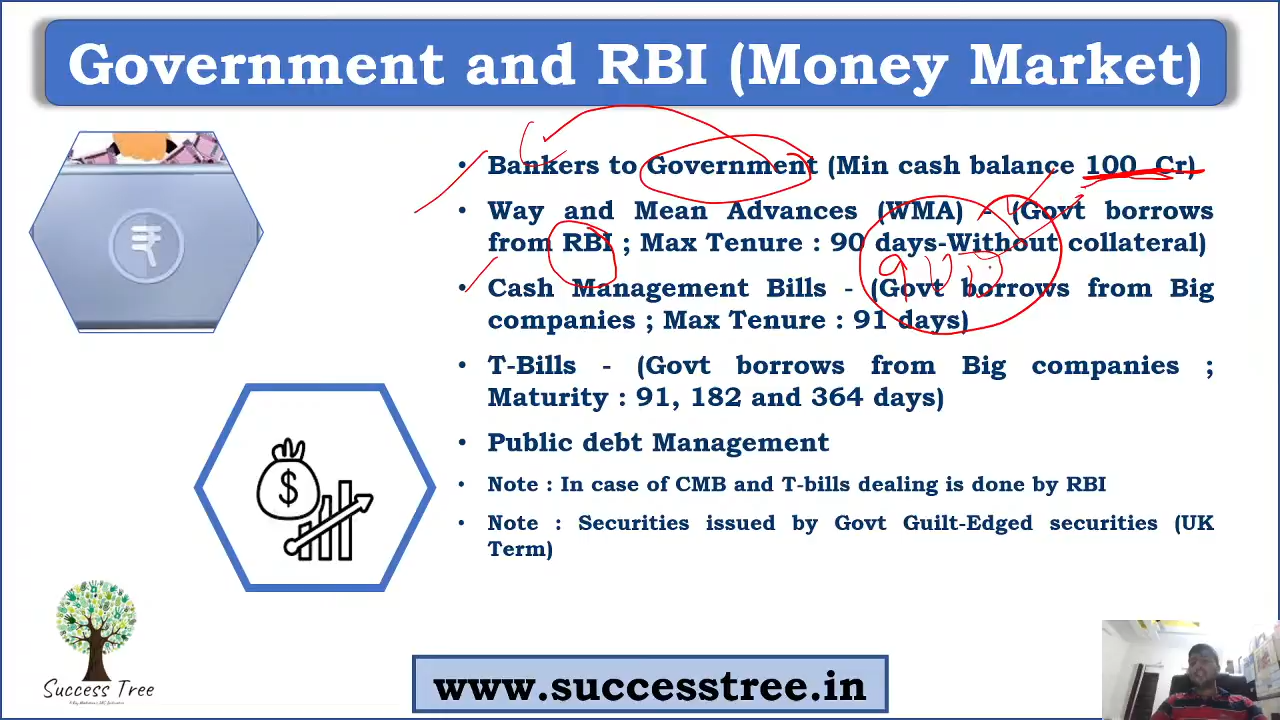 Government and RBI (Money Market)
• Bankers to Government (Min cash balance 100 Cr)
• Way and Mean Advances (WMA) - (Govt borrows
from RBI ; Max Tenure : 90 days-Without collateral)
• Cash Management Bills - (Govt borrows from Big
companies ; Max Tenure : 91 days)
• T-Bills - (Govt borrows from Big companies ;
Maturity : 91, 182 and 364 days)
• Public debt Management
• Note : In case of CMB and T-bills dealing is done by RBI
• Note : Securities issued by Govt Guilt-Edged securities (UK
Term)
₹
$
Success Tree
www.successtree.in